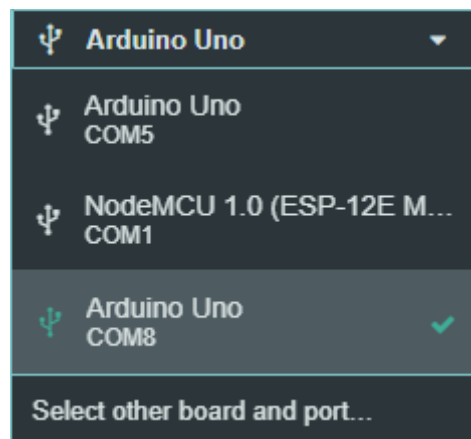 Arduino Uno
Arduino Uno
COM5
NodeMCU 1.0 (ESP-12E M...
COM1
Arduino Uno
COM8
Select other board and port...